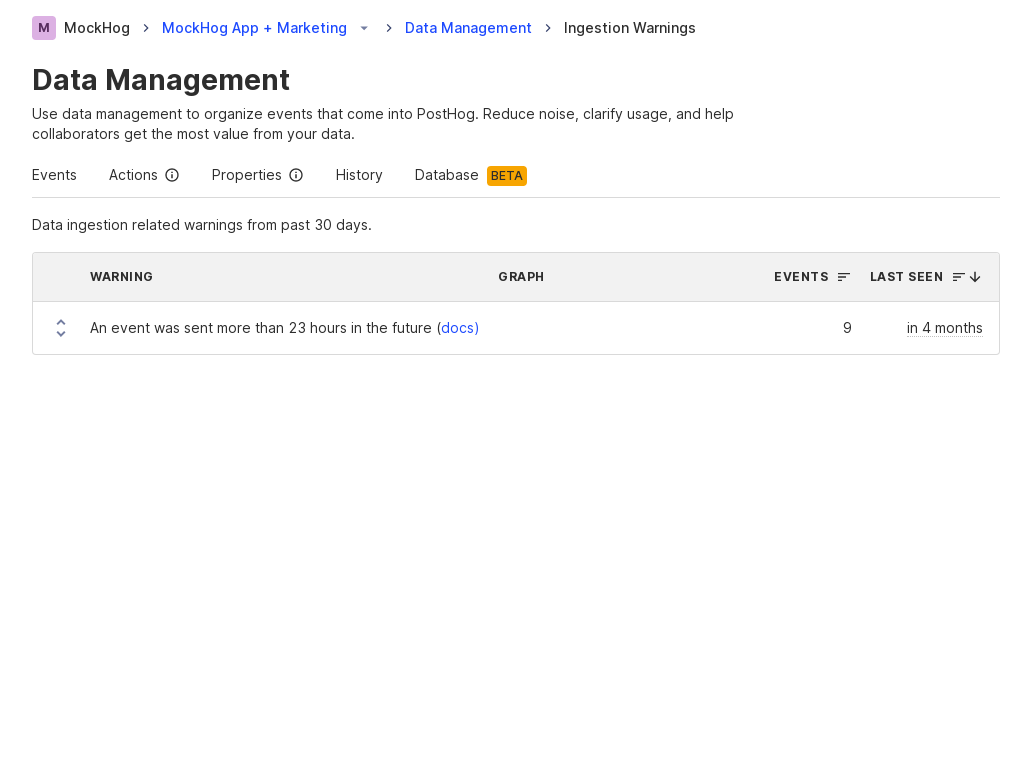 M MockHog MockHog App + Marketing Data Management Ingestion Warnings
Data Management
Use data management to organize events that come into PostHog. Reduce noise, clarify usage, and help
collaborators get the most value from your data.
Events Actions Properties History Database BETA
Data ingestion related warnings from past 30 days.
WARNING GRAPH EVENTS LAST SEEN
An event was sent more than 23 hours in the future (docs) 9 in 4 months